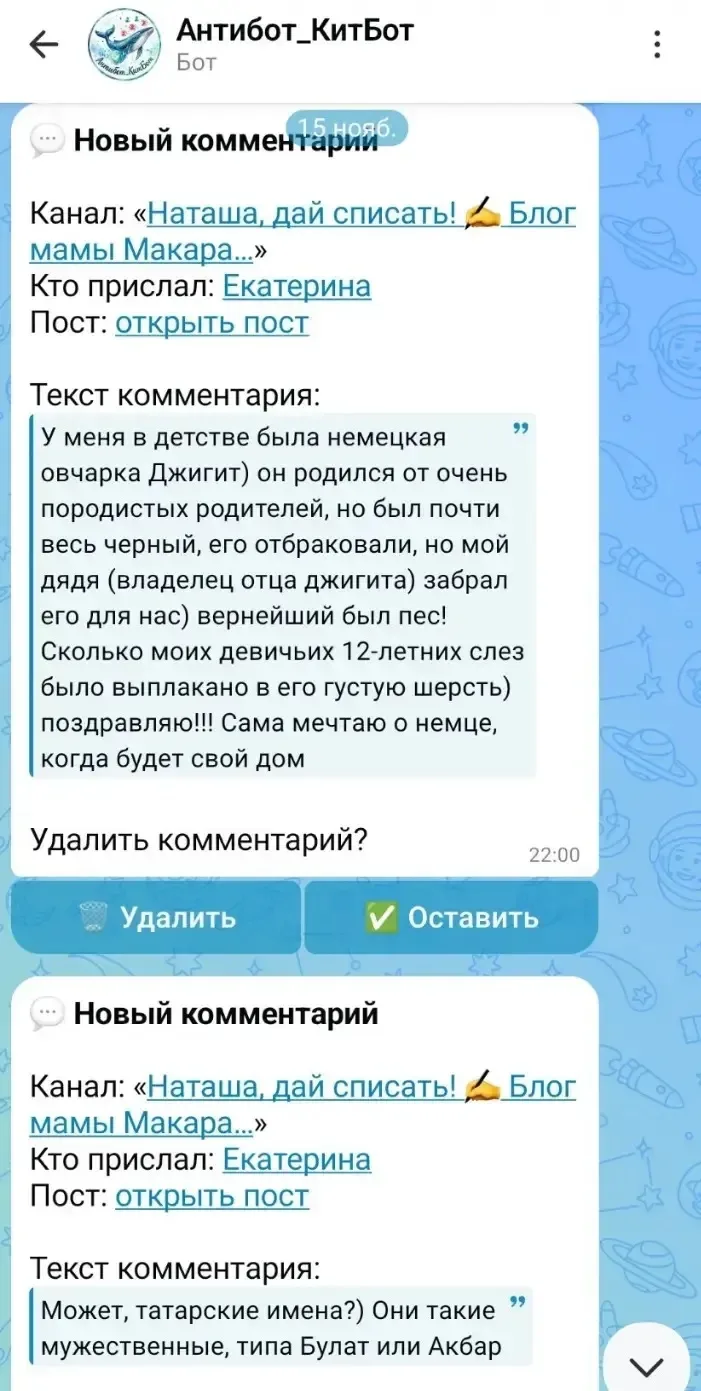 Антибот_КитБот
Бот
15 нояб.
💬 Новый комментарий
Канал: «Наташа, дай списать! ✍️ Блог
мамы Макара…»
Кто прислал: Екатерина
Пост: открыть пост
Текст комментария:
У меня в детстве была немецкая
овчарка Джигит) он родился от очень
породистых родителей, но был почти
весь черный, его отбраковали, но мой
дядя (владелец отца джигита) забрал
его для нас) вернейший был пес!
Сколько моих девичьих 12-летних слез
было выплакано в его густую шерсть)
поздравляю!!! Сама мечтаю о немце,
когда будет свой дом
Удалить комментарий?
22:00
🗑️ Удалить
✅ Оставить
💬 Новый комментарий
Канал: «Наташа, дай списать! ✍️ Блог
мамы Макара…»
Кто прислал: Екатерина
Пост: открыть пост
Текст комментария:
Может, татарские имена?) Они такие
мужественные, типа Булат или Акбар